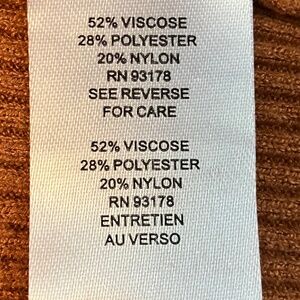 52% VISCOSE
28% POLYESTER
20% NYLON
RN 93178
SEE REVERSE
FOR CARE
52% VISCOSE
28% POLYESTER
20% NYLON
RN 93178
ENTRETIEN
AU VERSO